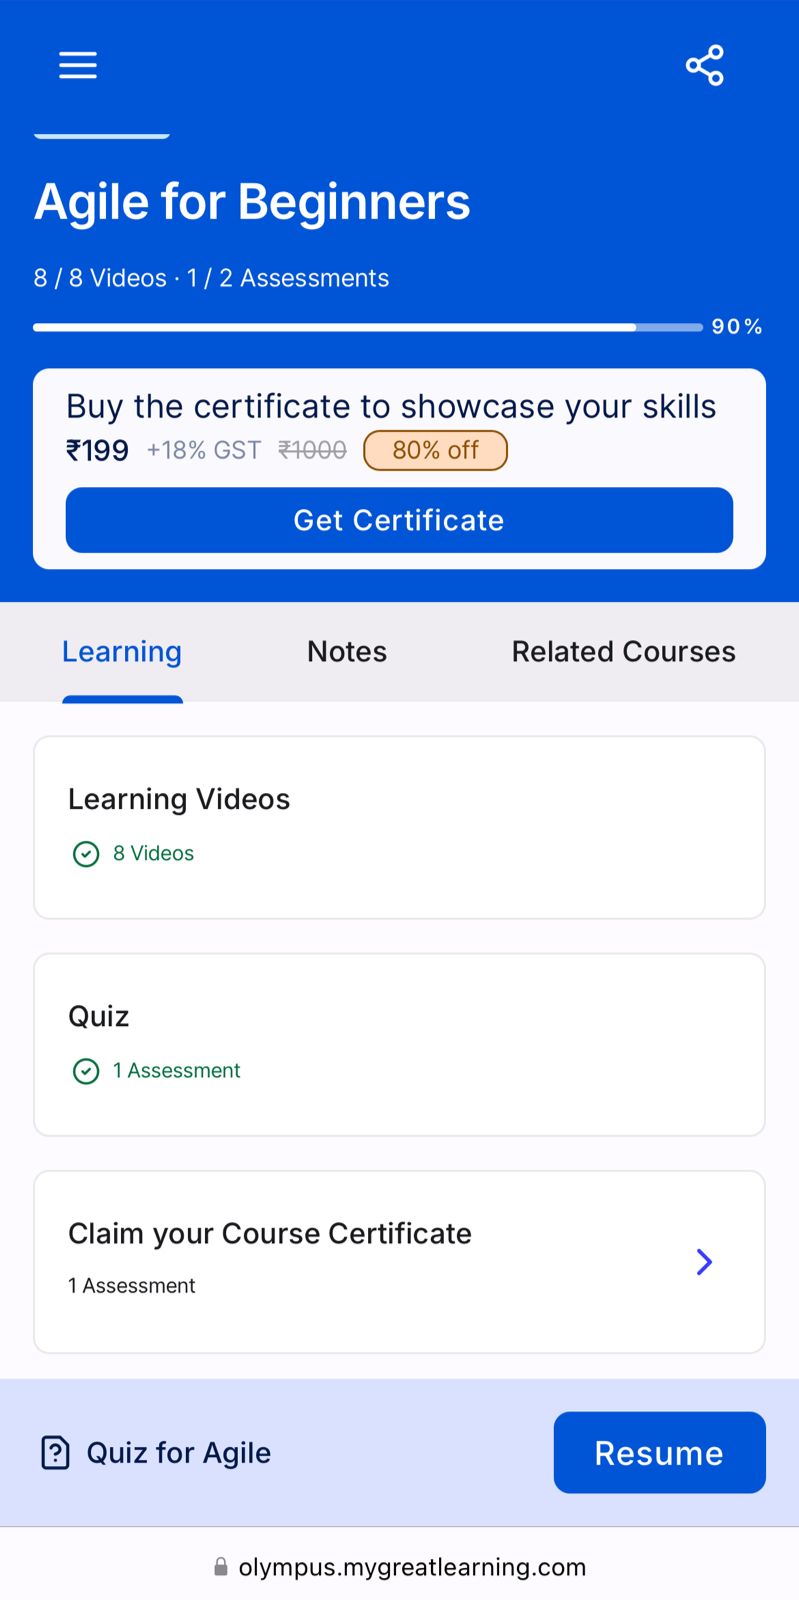 Agile for Beginners
8 / 8 Videos · 1 / 2 Assessments
90%
Buy the certificate to showcase your skills
₹199 +18% GST ₹1000 80% off
Get Certificate
Learning Notes Related Courses
Learning Videos
8 Videos
Quiz
1 Assessment
Claim your Course Certificate
1 Assessment
Quiz for Agile Resume
olympus.mygreatlearning.com